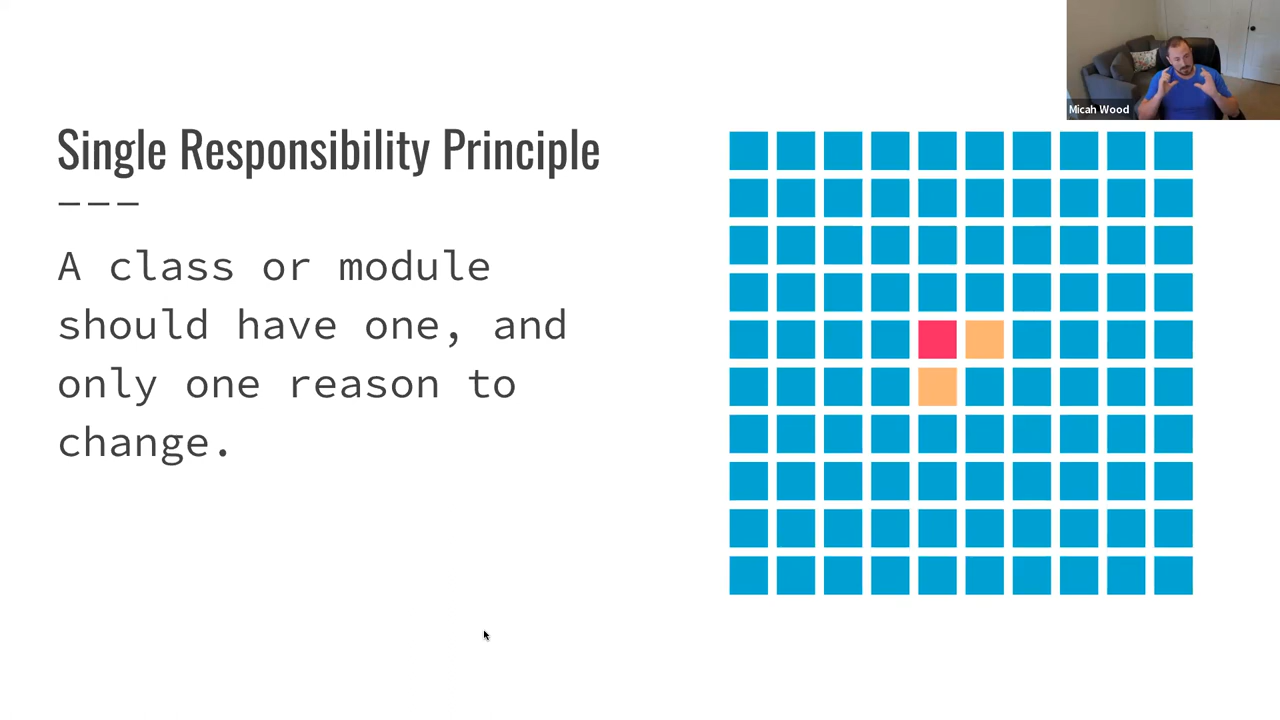 Micah Wood
Single Responsibility Principle
A class or module
should have one, and
only one reason to
change.